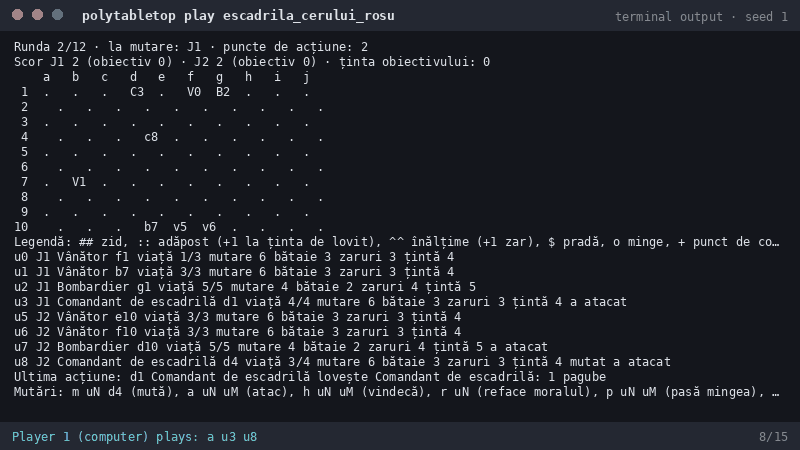 polytabletop play escadrila_cerului_rosu
terminal output · seed 1
Runda 2/12 · la mutare: J1 · puncte de acțiune: 2
Scor J1 2 (obiectiv 0) · J2 2 (obiectiv 0) · ținta obiectivului: 0
a b c d e f g h i j
1 . . . C3 . V0 B2 . . .
2 . . . . . . . . . .
3 . . . . . . . . . .
4 . . . c8 . . . . . .
5 . . . . . . . . . .
6 . . . . . . . . . .
7 . V1 . . . . . . . .
8 . . . . . . . . . .
9 . . . . . . . . . .
10 . . . b7 v5 v6 . . . .
Legendă: ## zid, :: adăpost (+1 la ținta de lovit), ^^ înălțime (+1 zar), $ pradă, o minge, + punct de co…
u0 J1 Vânător f1 viață 1/3 mutare 6 bătaie 3 zaruri 3 țintă 4
u1 J1 Vânător b7 viață 3/3 mutare 6 bătaie 3 zaruri 3 țintă 4
u2 J1 Bombardier g1 viață 5/5 mutare 4 bătaie 2 zaruri 4 țintă 5
u3 J1 Comandant de escadrilă d1 viață 4/4 mutare 6 bătaie 3 zaruri 3 țintă 4 a atacat
u5 J2 Vânător e10 viață 3/3 mutare 6 bătaie 3 zaruri 3 țintă 4
u6 J2 Vânător f10 viață 3/3 mutare 6 bătaie 3 zaruri 3 țintă 4
u7 J2 Bombardier d10 viață 5/5 mutare 4 bătaie 2 zaruri 4 țintă 5 a atacat
u8 J2 Comandant de escadrilă d4 viață 3/4 mutare 6 bătaie 3 zaruri 3 țintă 4 mutat a atacat
Ultima acțiune: d1 Comandant de escadrilă lovește Comandant de escadrilă: 1 pagube
Mutări: m uN d4 (mută), a uN uM (atac), h uN uM (vindecă), r uN (reface moralul), p uN uM (pasă mingea), …
Player 1 (computer) plays: a u3 u8
8/15